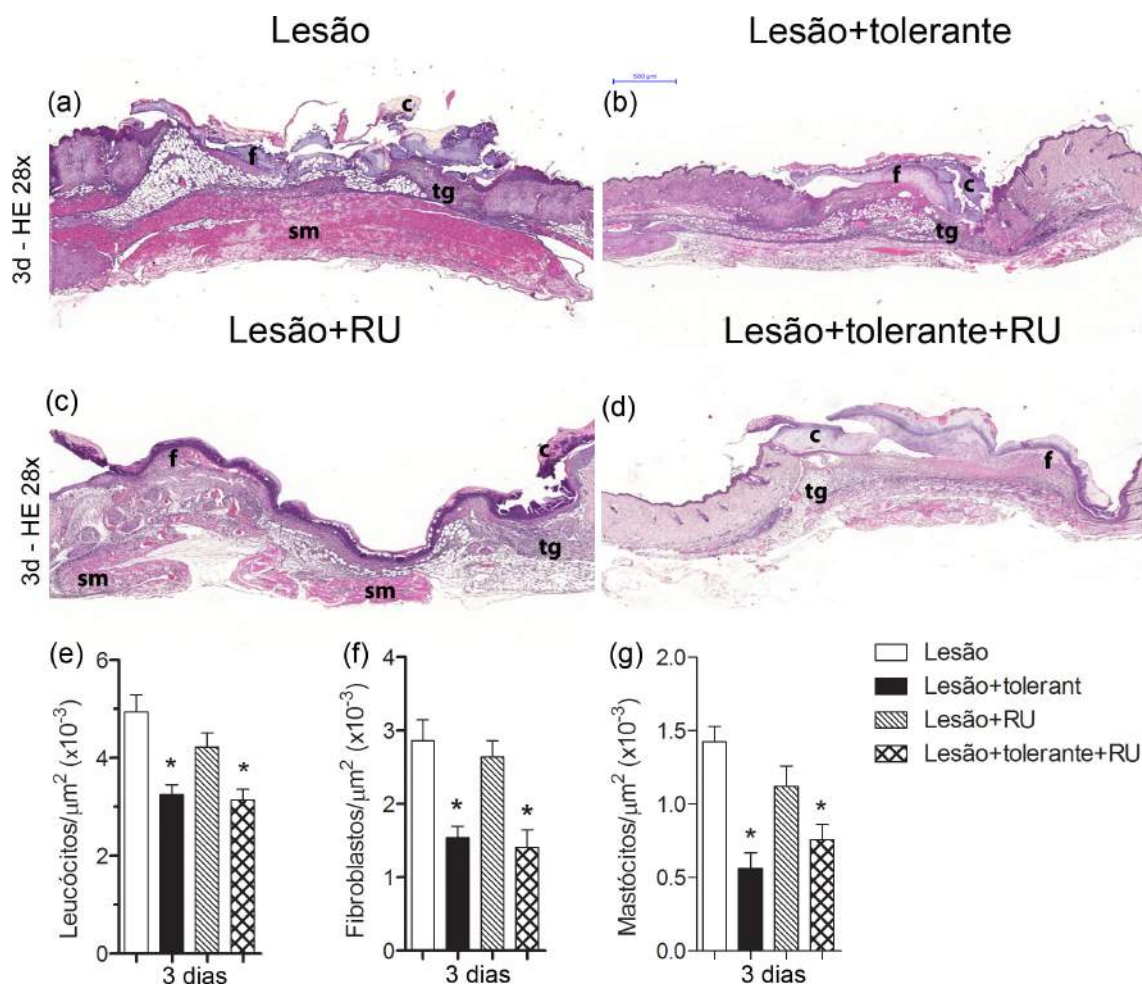 Lesão
Lesão+tolerante
500 µm
(a)
c
f
tg
sm
3d - HE 28x
(b)
f
c
tg
Lesão+RU
Lesão+tolerante+RU
(c)
f
c
tg
sm
sm
3d - HE 28x
(d)
c
f
tg
(e)
Leucócitos/µm² (x10⁻³)
6
4
2
0
*
*
3 dias
(f)
Fibroblastos/µm² (x10⁻³)
4
3
2
1
0
*
*
3 dias
(g)
Mastócitos/µm² (x10⁻³)
2.0
1.5
1.0
0.5
0.0
*
*
3 dias
Lesão
Lesão+tolerant
Lesão+RU
Lesão+tolerante+RU